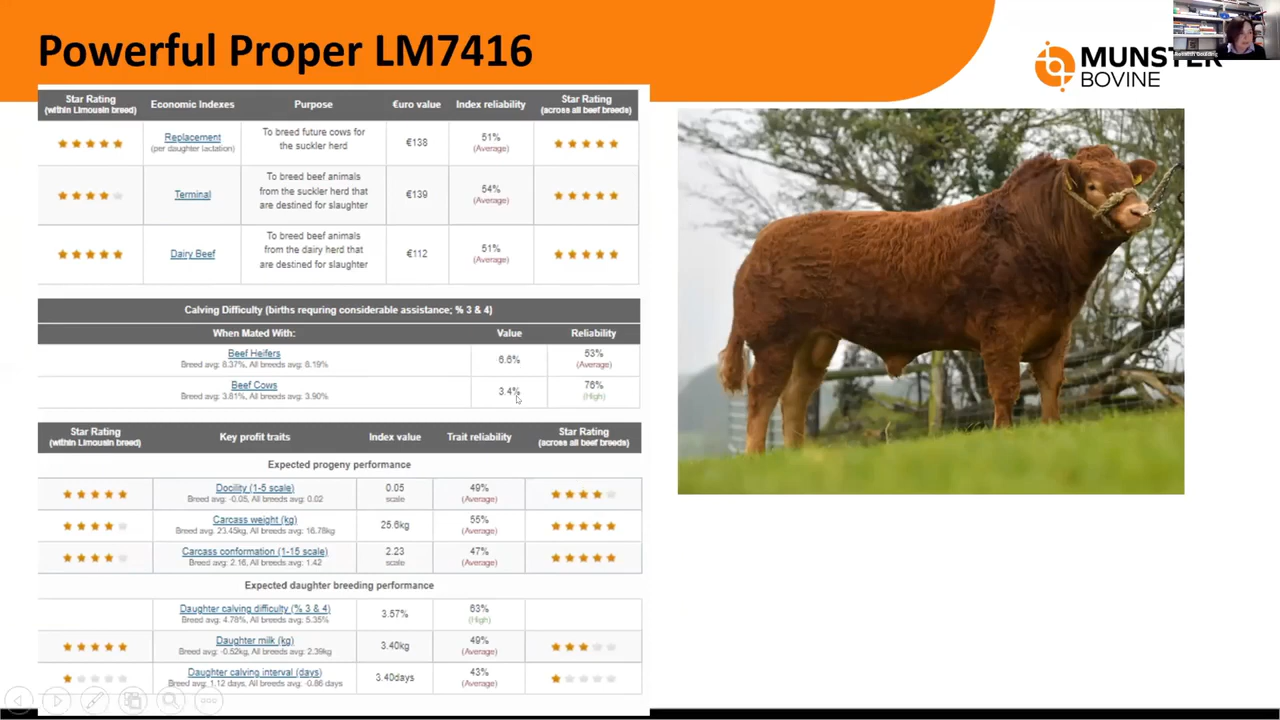 Powerful Proper LM7416
MUNSTER
BOVINE
Star Rating
(within Limousin breed)
Economic Indexes
Purpose
€uro value
Index reliability
Star Rating
(across all beef breeds)
Replacement
(per daughter lactation)
To breed future cows for
the suckler herd
€138
51%
(Average)
Terminal
To breed beef animals
from the suckler herd that
are destined for slaughter
€139
54%
(Average)
Dairy Beef
To breed beef animals
from the dairy herd that
are destined for slaughter
€112
51%
(Average)
Calving Difficulty (births requring considerable assistance; % 3 & 4)
When Mated With:
Value
Reliability
Beef Heifers
Breed avg: 8.37%, All breeds avg: 8.19%
6.6%
53%
(Average)
Beef Cows
Breed avg: 3.81%, All breeds avg: 3.90%
3.4%
76%
(High)
Star Rating
(within Limousin breed)
Key profit traits
Index value
Trait reliability
Star Rating
(across all beef breeds)
Expected progeny performance
Docility (1-5 scale)
Breed avg: -0.05, All breeds avg: 0.02
0.05
scale
49%
(Average)
Carcass weight (kg)
Breed avg: 23.45kg, All breeds avg: 16.78kg
25.6kg
55%
(Average)
Carcass conformation (1-15 scale)
Breed avg: 2.16, All breeds avg: 1.42
2.23
scale
47%
(Average)
Expected daughter breeding performance
Daughter calving difficulty (% 3 & 4)
Breed avg: 4.78%, All breeds avg: 5.35%
3.57%
63%
(High)
Daughter milk (kg)
Breed avg: -0.52kg, All breeds avg: 2.39kg
3.40kg
49%
(Average)
Daughter calving interval (days)
Breed avg: 1.12 days, All breeds avg: -0.86 days
3.40days
43%
(Average)